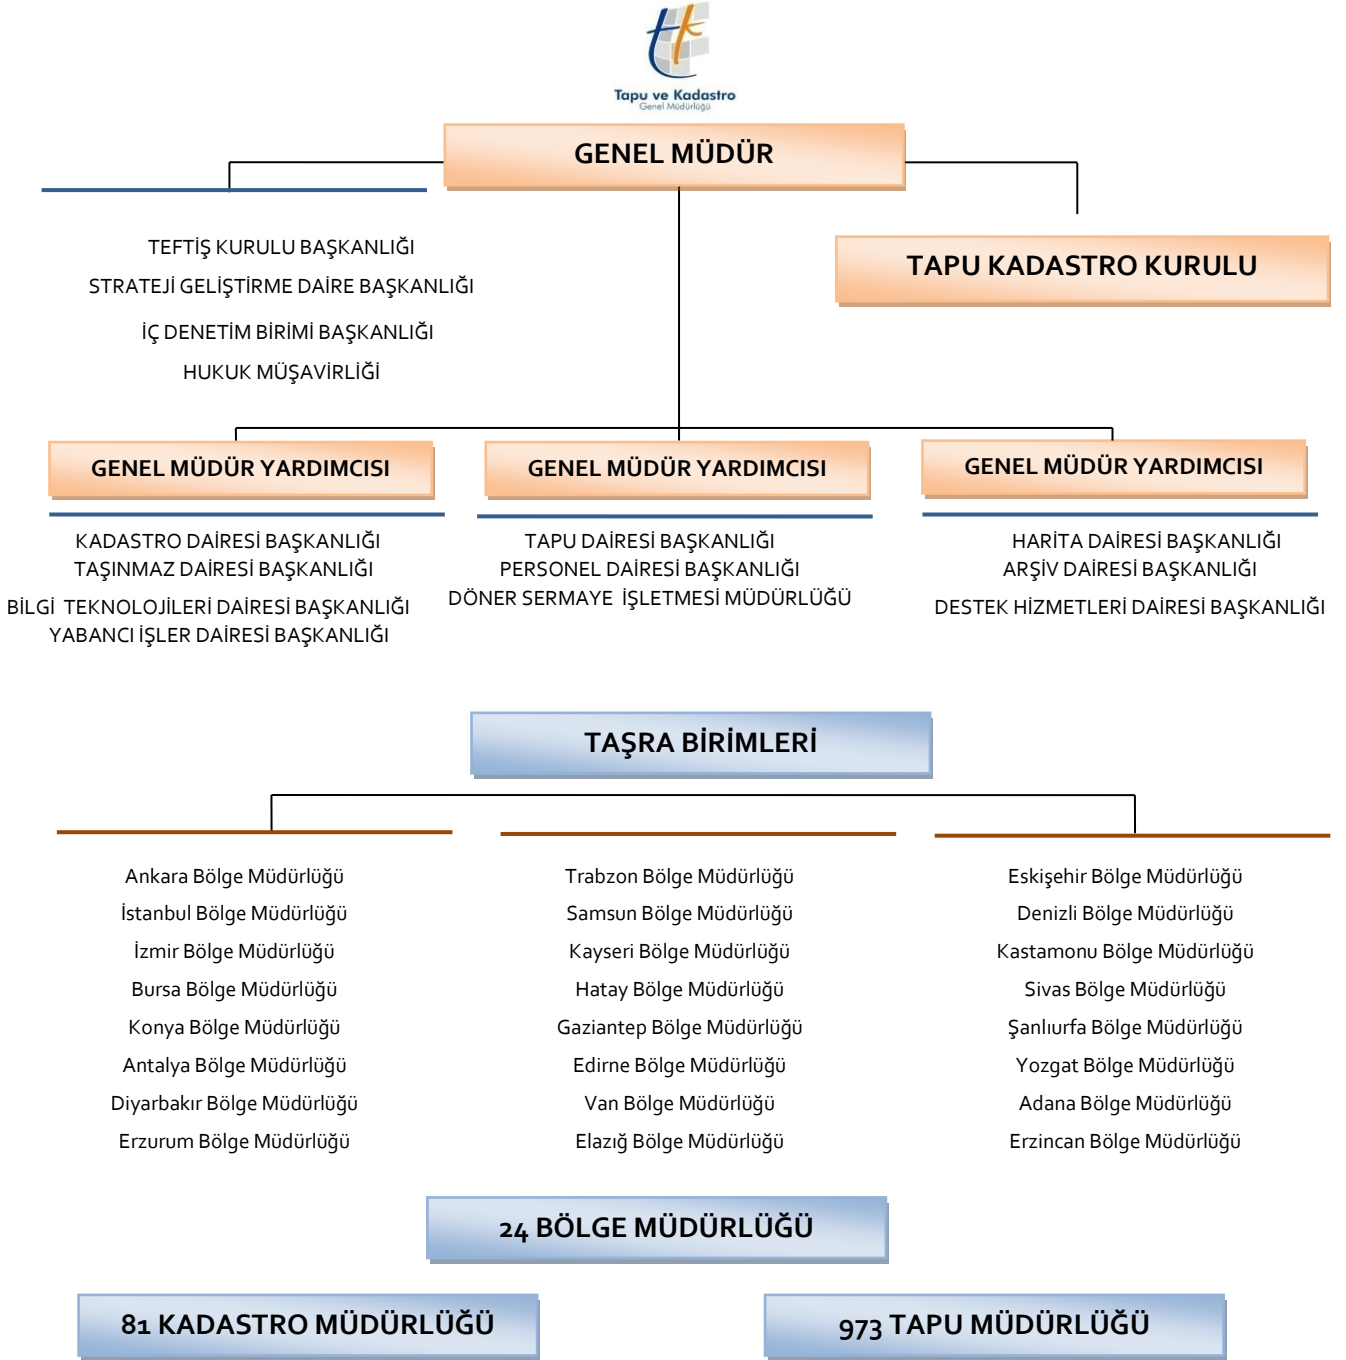 Tapu ve Kadastro
Genel Müdürlüğü
GENEL MÜDÜR
TEFTİŞ KURULU BAŞKANLIĞI
STRATEJİ GELİŞTİRME DAİRE BAŞKANLIĞI
İÇ DENETİM BİRİMİ BAŞKANLIĞI
HUKUK MÜŞAVİRLİĞİ
TAPU KADASTRO KURULU
GENEL MÜDÜR YARDIMCISI
KADASTRO DAİRESİ BAŞKANLIĞI
TAŞINMAZ DAİRESİ BAŞKANLIĞI
BİLGİ TEKNOLOJİLERİ DAİRESİ BAŞKANLIĞI
YABANCI İŞLER DAİRESİ BAŞKANLIĞI
GENEL MÜDÜR YARDIMCISI
TAPU DAİRESİ BAŞKANLIĞI
PERSONEL DAİRESİ BAŞKANLIĞI
DÖNER SERMAYE İŞLETMESİ MÜDÜRLÜĞÜ
GENEL MÜDÜR YARDIMCISI
HARİTA DAİRESİ BAŞKANLIĞI
ARŞİV DAİRESİ BAŞKANLIĞI
DESTEK HİZMETLERİ DAİRESİ BAŞKANLIĞI
TAŞRA BİRİMLERİ
Ankara Bölge Müdürlüğü
İstanbul Bölge Müdürlüğü
İzmir Bölge Müdürlüğü
Bursa Bölge Müdürlüğü
Konya Bölge Müdürlüğü
Antalya Bölge Müdürlüğü
Diyarbakır Bölge Müdürlüğü
Erzurum Bölge Müdürlüğü
Trabzon Bölge Müdürlüğü
Samsun Bölge Müdürlüğü
Kayseri Bölge Müdürlüğü
Hatay Bölge Müdürlüğü
Gaziantep Bölge Müdürlüğü
Edirne Bölge Müdürlüğü
Van Bölge Müdürlüğü
Elazığ Bölge Müdürlüğü
Eskişehir Bölge Müdürlüğü
Denizli Bölge Müdürlüğü
Kastamonu Bölge Müdürlüğü
Sivas Bölge Müdürlüğü
Şanlıurfa Bölge Müdürlüğü
Yozgat Bölge Müdürlüğü
Adana Bölge Müdürlüğü
Erzincan Bölge Müdürlüğü
24 BÖLGE MÜDÜRLÜĞÜ
81 KADASTRO MÜDÜRLÜĞÜ
973 TAPU MÜDÜRLÜĞÜ